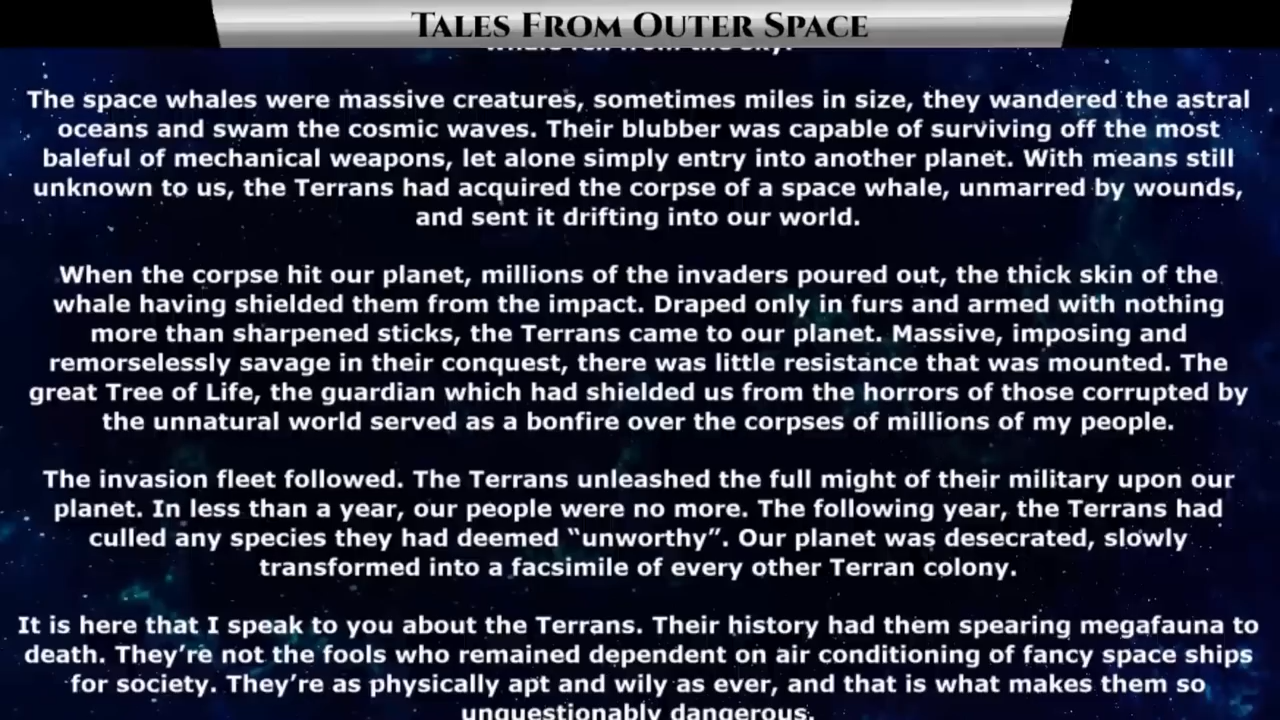 Tales From Outer Space
The space whales were massive creatures, sometimes miles in size, they wandered the astral
oceans and swam the cosmic waves. Their blubber was capable of surviving off the most
baleful of mechanical weapons, let alone simply entry into another planet. With means still
unknown to us, the Terrans had acquired the corpse of a space whale, unmarred by wounds,
and sent it drifting into our world.
When the corpse hit our planet, millions of the invaders poured out, the thick skin of the
whale having shielded them from the impact. Draped only in furs and armed with nothing
more than sharpened sticks, the Terrans came to our planet. Massive, imposing and
remorselessly savage in their conquest, there was little resistance that was mounted. The
great Tree of Life, the guardian which had shielded us from the horrors of those corrupted by
the unnatural world served as a bonfire over the corpses of millions of my people.
The invasion fleet followed. The Terrans unleashed the full might of their military upon our
planet. In less than a year, our people were no more. The following year, the Terrans had
culled any species they had deemed “unworthy”. Our planet was desecrated, slowly
transformed into a facsimile of every other Terran colony.
It is here that I speak to you about the Terrans. Their history had them spearing megafauna to
death. They’re not the fools who remained dependent on air conditioning of fancy space ships
for society. They’re as physically apt and wily as ever, and that is what makes them so
unquestionably dangerous.